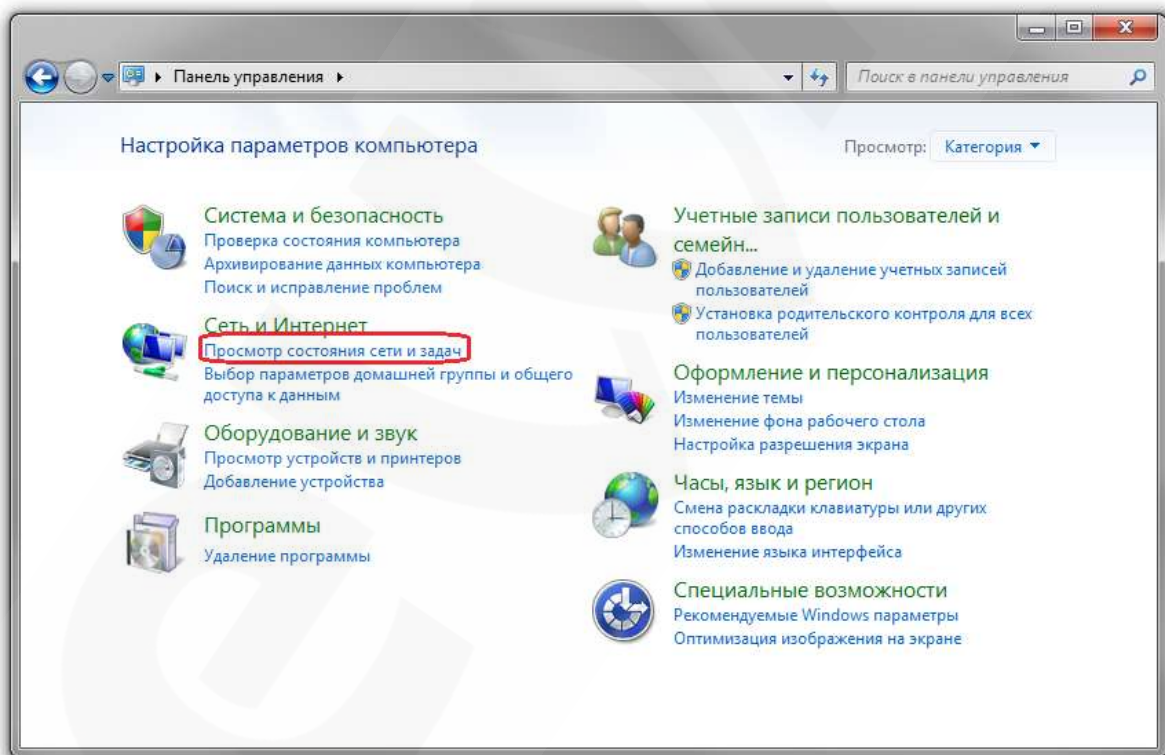 Панель управления
Поиск в панели управления
Настройка параметров компьютера
Просмотр: Категория
Система и безопасность
Проверка состояния компьютера
Архивирование данных компьютера
Поиск и исправление проблем
Сеть и Интернет
Просмотр состояния сети и задач
Выбор параметров домашней группы и общего
доступа к данным
Оборудование и звук
Просмотр устройств и принтеров
Добавление устройства
Программы
Удаление программы
Учетные записи пользователей и
семейн...
Добавление и удаление учетных записей
пользователей
Установка родительского контроля для всех
пользователей
Оформление и персонализация
Изменение темы
Изменение фона рабочего стола
Настройка разрешения экрана
Часы, язык и регион
Смена раскладки клавиатуры или других
способов ввода
Изменение языка интерфейса
Специальные возможности
Рекомендуемые Windows параметры
Оптимизация изображения на экране